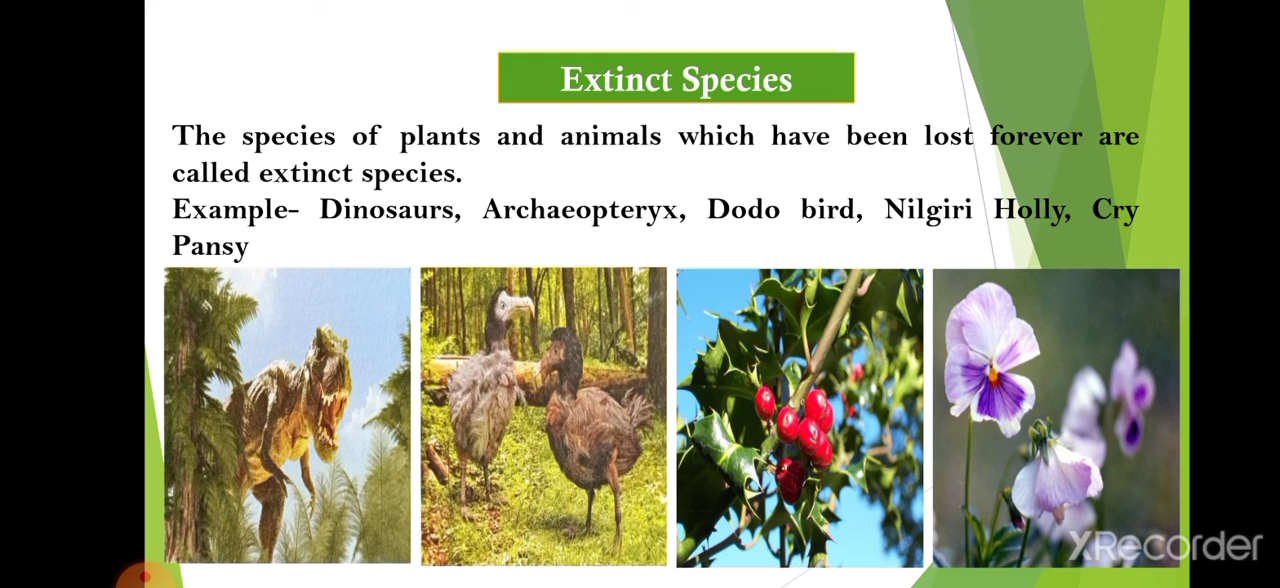 Extinct Species
The species of plants and animals which have been lost forever are
called extinct species.
Example- Dinosaurs, Archaeopteryx, Dodo bird, Nilgiri Holly, Cry
Pansy
XRecorder